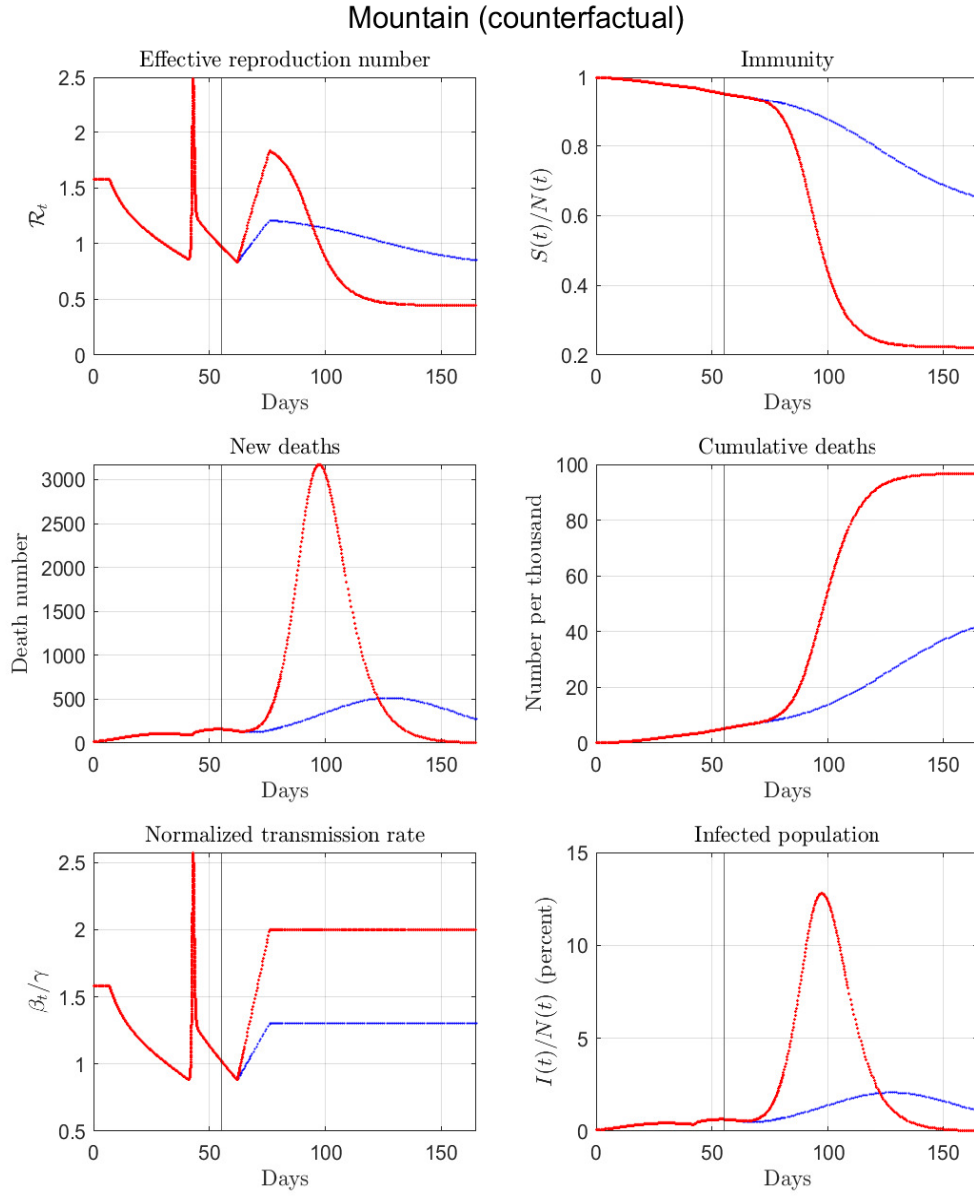 Mountain (counterfactual)
Effective reproduction number
2.5
2
1.5
1
0.5
0
ℛₜ
0 50 100 150
Days
Immunity
1
0.8
0.6
0.4
0.2
S(t)/N(t)
0 50 100 150
Days
New deaths
3000
2500
2000
1500
1000
500
0
Death number
0 50 100 150
Days
Cumulative deaths
100
80
60
40
20
0
Number per thousand
0 50 100 150
Days
Normalized transmission rate
2.5
2
1.5
1
0.5
βₜ/γ
0 50 100 150
Days
Infected population
15
10
5
0
I(t)/N(t) (percent)
0 50 100 150
Days